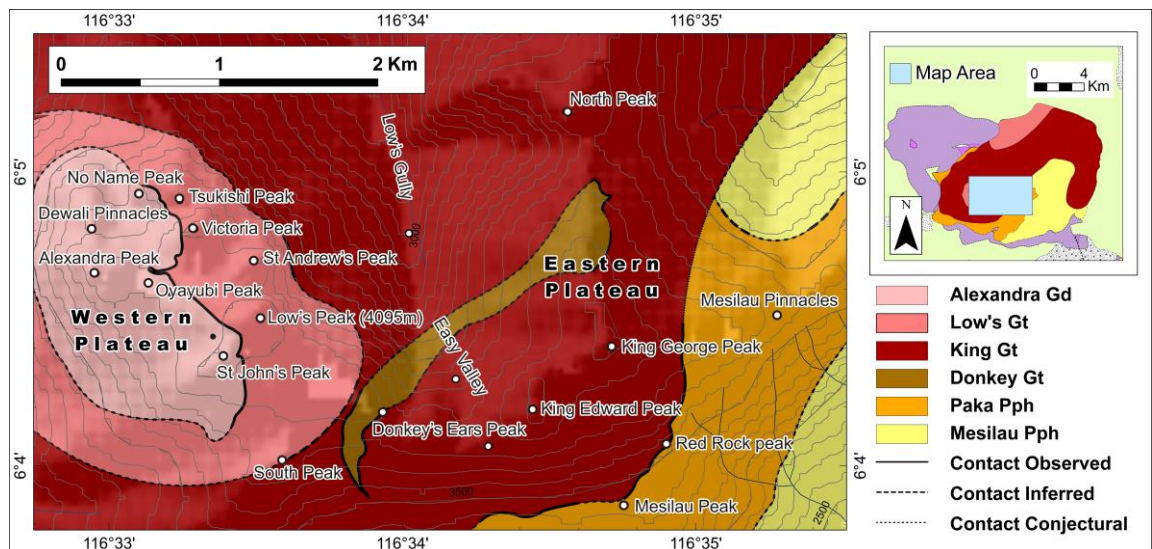 116°33' 116°34' 116°35'
0 1 2 Km
North Peak
Low's Gully
6°5' 6°5'
No Name Peak
Tsukishi Peak
Dewali Pinnacles
Victoria Peak
3000
Alexandra Peak
St Andrew's Peak
Oyayubi Peak
Eastern
Plateau
Mesilau Pinnacles
Western
Plateau
Low's Peak (4095m)
Easy Valley
King George Peak
St John's Peak
King Edward Peak
Donkey's Ears Peak
Red Rock peak
South Peak
6°4' 6°4'
3000
Mesilau Peak
2500
116°33' 116°34' 116°35'
Map Area
0 4
Km
N
Alexandra Gd
Low's Gt
King Gt
Donkey Gt
Paka Pph
Mesilau Pph
Contact Observed
Contact Inferred
Contact Conjectural